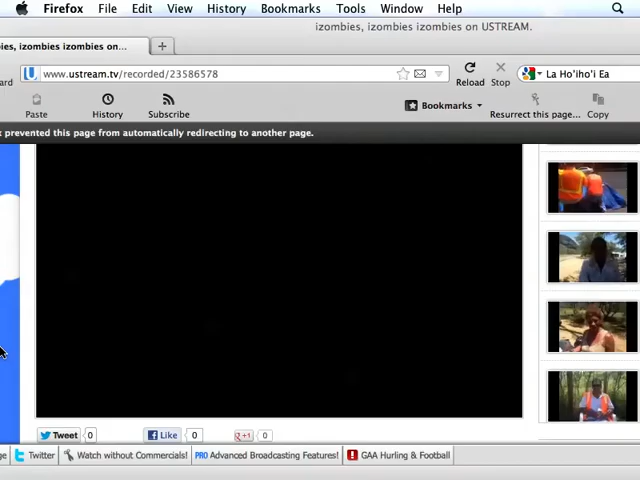 Firefox File Edit View History Bookmarks Tools Window Help
izombies, izombies izombies on USTREAM.
ies, izombies izombies on...
www.ustream.tv/recorded/23586578
La Ho'iho'i Ea
Reload Stop
Bookmarks
Paste History Subscribe Resurrect this page... Copy
x prevented this page from automatically redirecting to another page.
Tweet 0 Like 0 +1 0
Twitter Watch without Commercials! PRO Advanced Broadcasting Features! GAA Hurling & Football